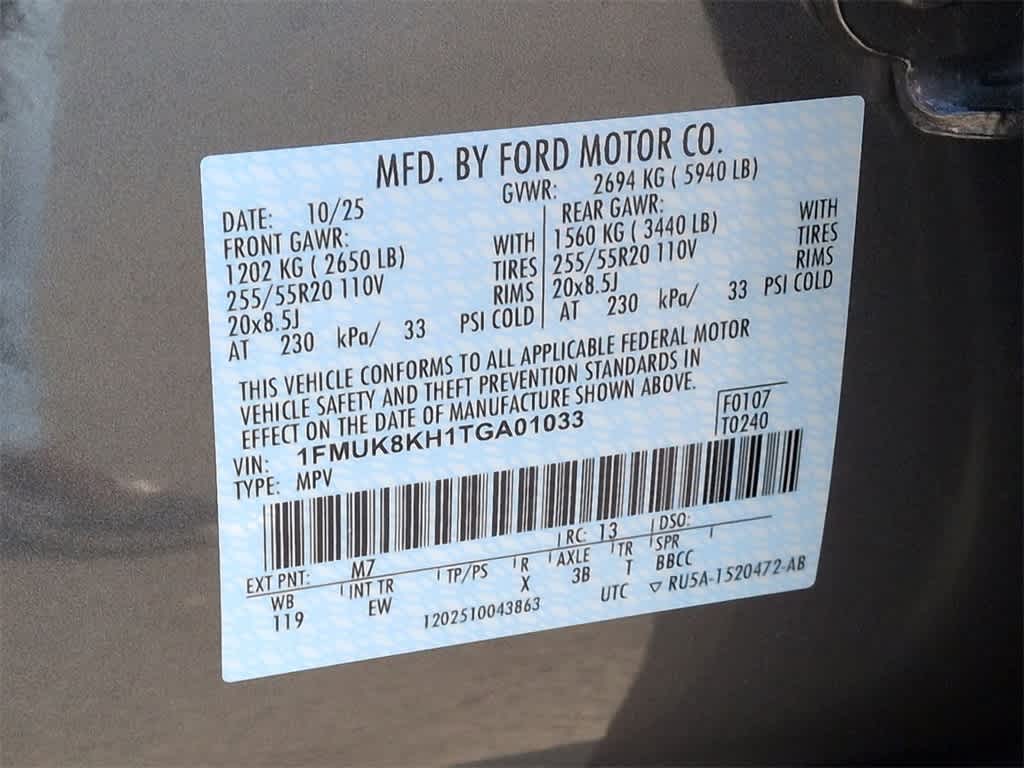 MFD. BY FORD MOTOR CO.
DATE: 10/25 GVWR: 2694 KG ( 5940 LB)
FRONT GAWR: REAR GAWR:
1202 KG ( 2650 LB) WITH 1560 KG ( 3440 LB) WITH
255/55R20 110V TIRES 255/55R20 110V TIRES
20x8.5J RIMS 20x8.5J RIMS
AT 230 kPa/ 33 PSI COLD AT 230 kPa/ 33 PSI COLD
THIS VEHICLE CONFORMS TO ALL APPLICABLE FEDERAL MOTOR
VEHICLE SAFETY AND THEFT PREVENTION STANDARDS IN
EFFECT ON THE DATE OF MANUFACTURE SHOWN ABOVE.
VIN: 1FMUK8KH1TGA01033 F0107
TYPE: MPV T0240
EXT PNT: M7 RC: 13 DSO:
WB INT TR TP/PS R AXLE TR SPR
119 EW X 3B T BBCC
1202510043863 UTC ▽ RU5A-1520472-AB